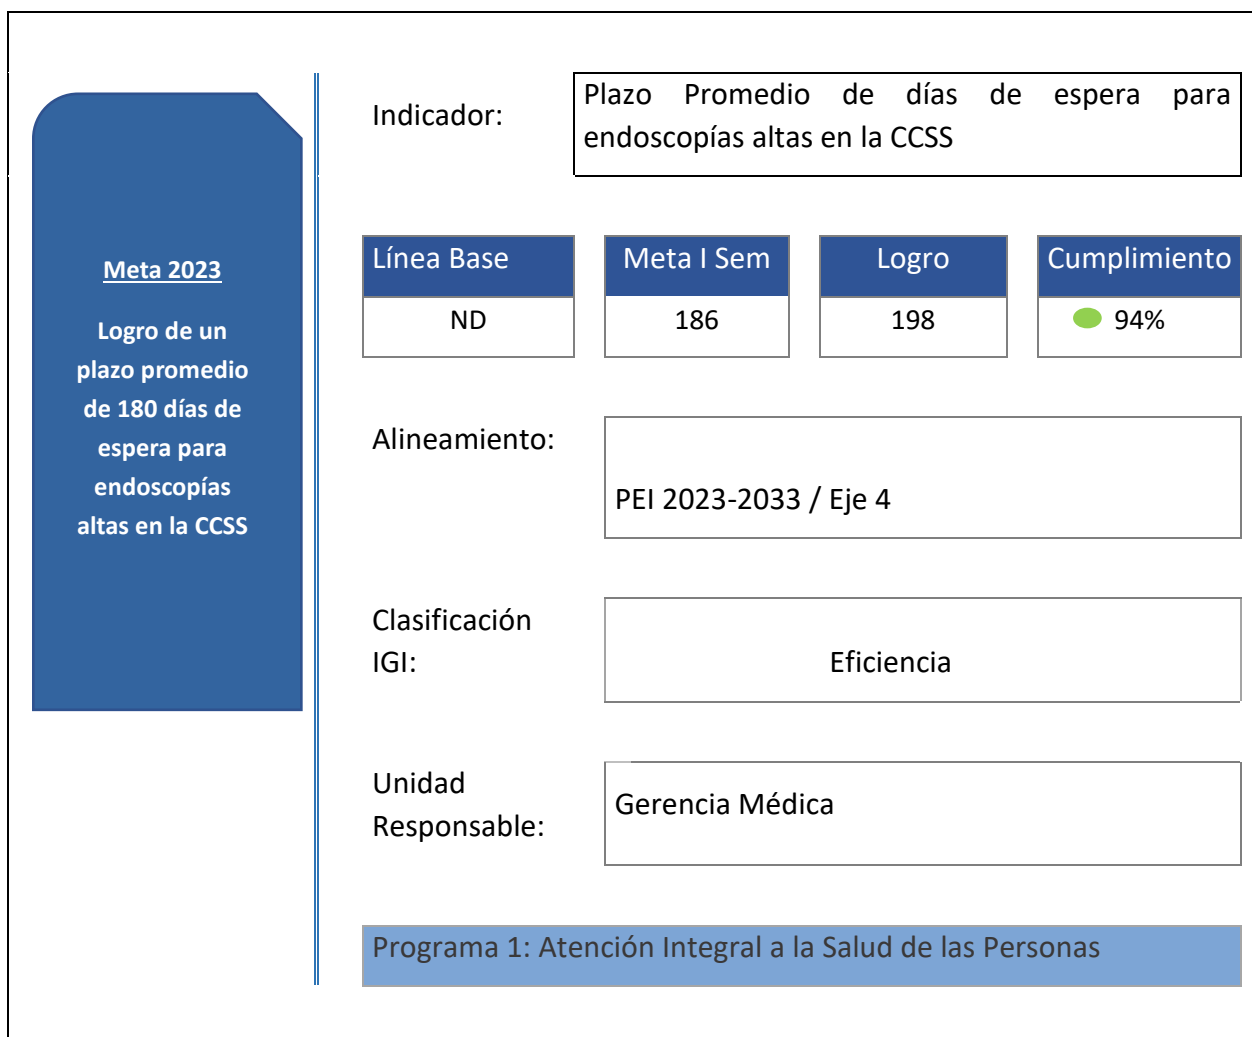 Meta 2023
Logro de un
plazo promedio
de 180 días de
espera para
endoscopías
altas en la CCSS
Indicador:
Plazo Promedio de días de espera para
endoscopías altas en la CCSS
Línea Base
Meta I Sem
Logro
Cumplimiento
ND
186
198
94%
Alineamiento:
PEI 2023-2033 / Eje 4
Clasificación
IGI:
Eficiencia
Unidad
Responsable:
Gerencia Médica
Programa 1: Atención Integral a la Salud de las Personas